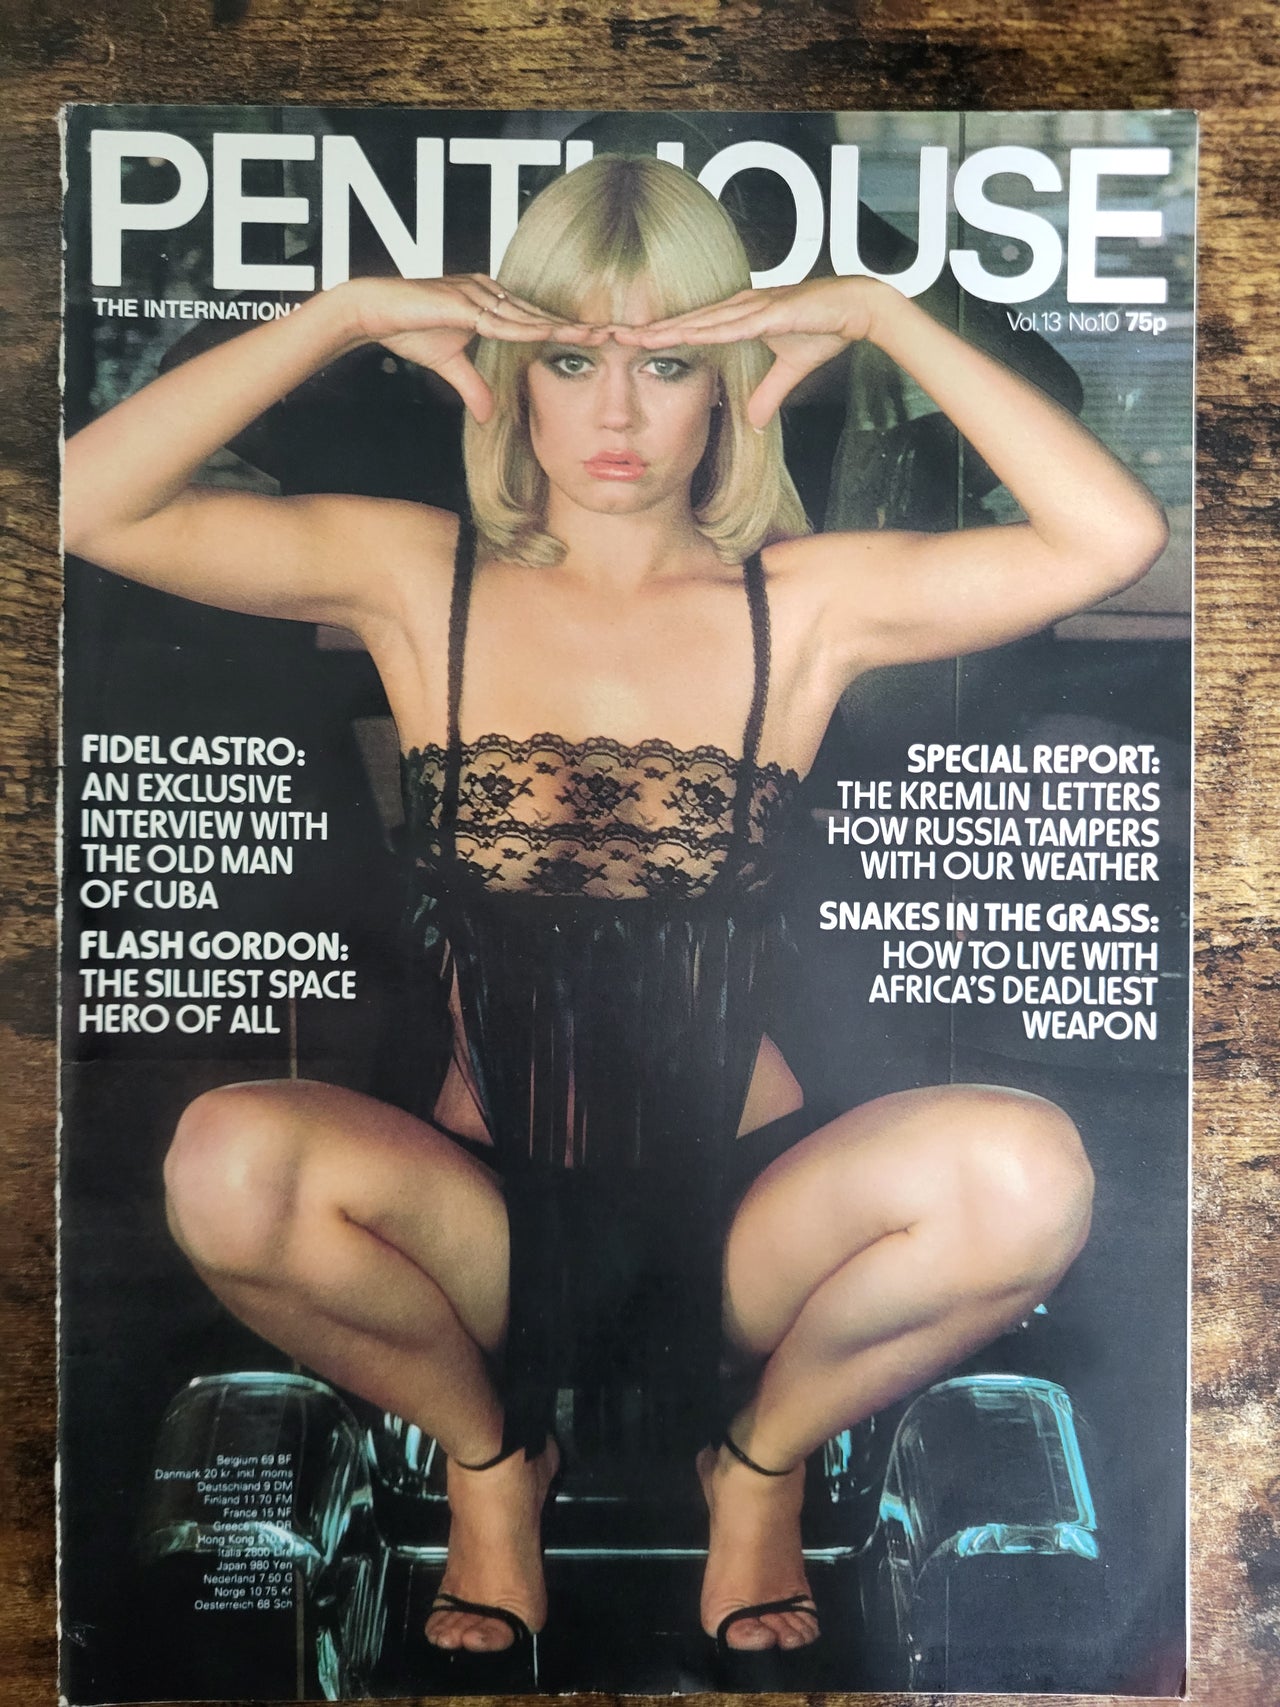 PENTHOUSE
THE INTERNATIONA
Vol.13 No.10 75p
FIDEL CASTRO:
AN EXCLUSIVE
INTERVIEW WITH
THE OLD MAN
OF CUBA
FLASH GORDON:
THE SILLIEST SPACE
HERO OF ALL
SPECIAL REPORT:
THE KREMLIN LETTERS
HOW RUSSIA TAMPERS
WITH OUR WEATHER
SNAKES IN THE GRASS:
HOW TO LIVE WITH
AFRICA'S DEADLIEST
WEAPON
Belgium 69 BF
Danmark 20 kr. inkl. moms
Deutschland 9 DM
Finland 11.70 FM
France 15 NF
Greece DR
Hong Kong
Italia 2800 Lire
Japan 980 Yen
Nederland 7.50 G
Norge 10.75 Kr
Oesterreich 68 Sch